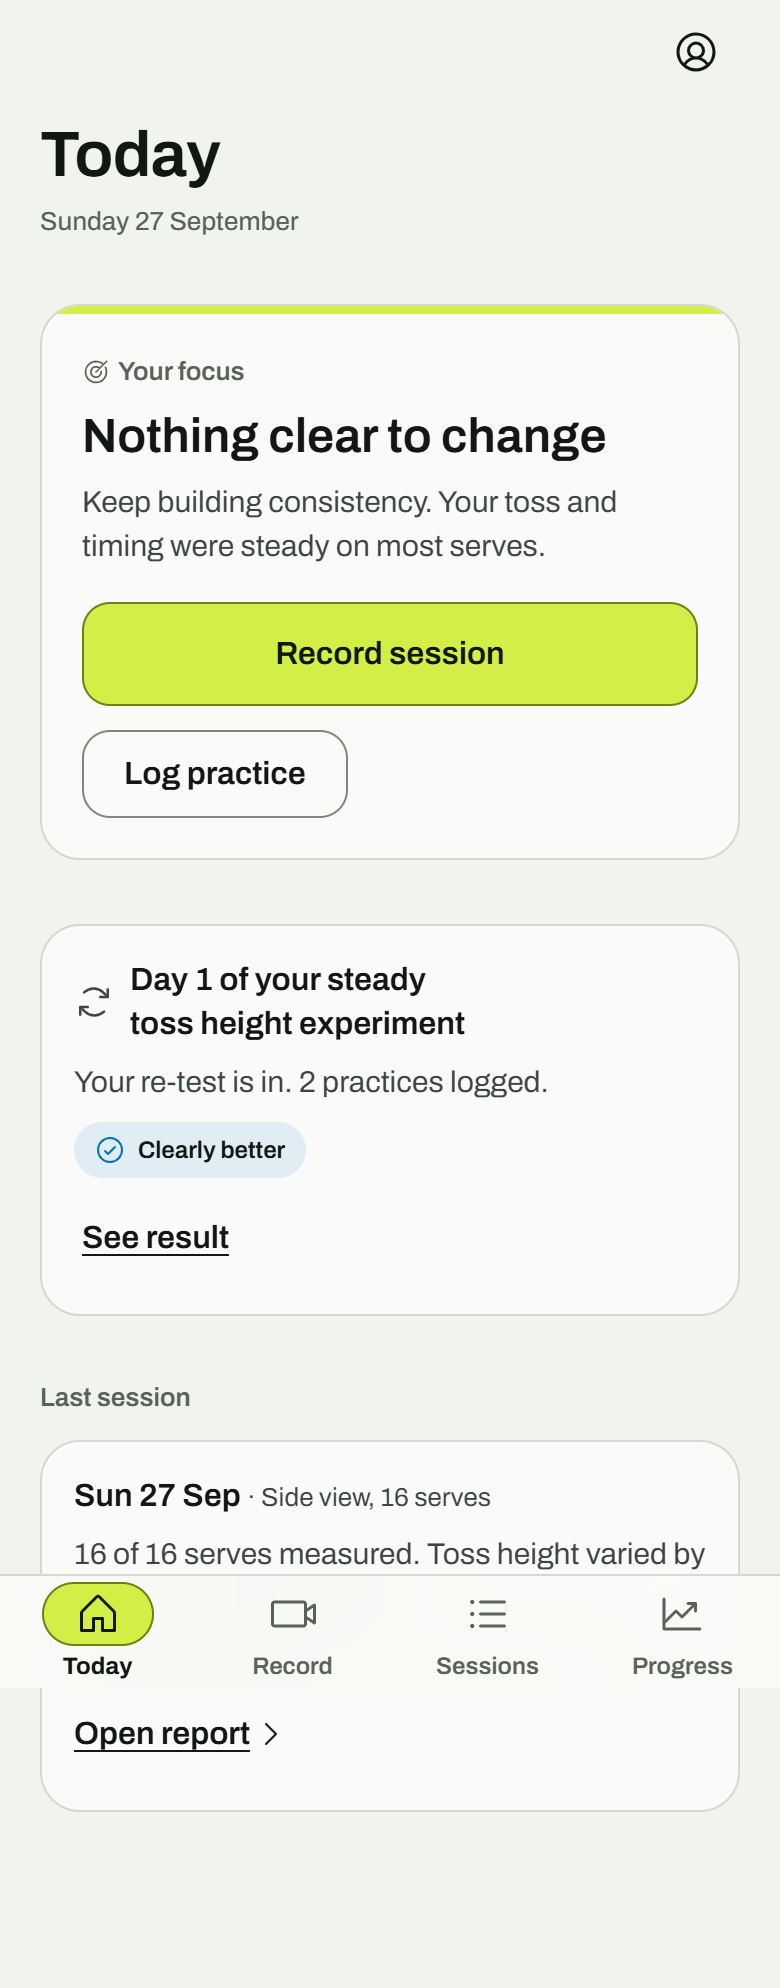 Today
Sunday 27 September
Your focus
Nothing clear to change
Keep building consistency. Your toss and
timing were steady on most serves.
Record session
Log practice
Day 1 of your steady
toss height experiment
Your re-test is in. 2 practices logged.
Clearly better
See result
Last session
Sun 27 Sep · Side view, 16 serves
16 of 16 serves measured. Toss height varied by
Today
Record
Sessions
Progress
Open report